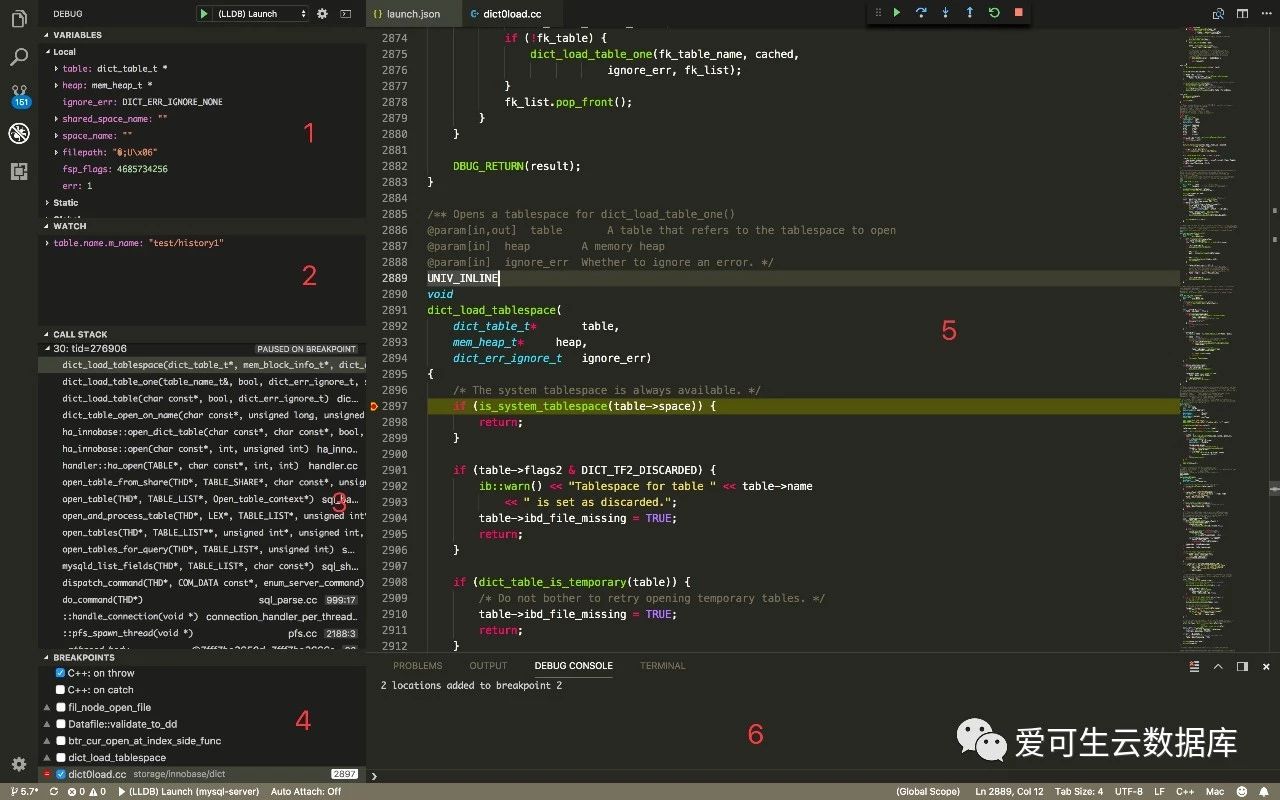 DEBUG
(LLDB) Launch
{} launch.json
dict0load.cc
VARIABLES
Local
table: dict_table_t *
heap: mem_heap_t *
ignore_err: DICT_ERR_IGNORE_NONE
shared_space_name: ""
space_name: ""
filepath: "�;U\x06"
fsp_flags: 4685734256
err: 1
Static
1
WATCH
table.name.m_name: "test/history1"
2
CALL STACK
30: tid=276906 PAUSED ON BREAKPOINT
dict_load_tablespace(dict_table_t*, mem_block_info_t*, dict_
dict_load_table_one(table_name_t&, bool, dict_err_ignore_t,
dict_load_table(char const*, bool, dict_err_ignore_t) dic...
dict_table_open_on_name(char const*, unsigned long, unsigned
ha_innobase::open_dict_table(char const*, char const*, bool,
ha_innobase::open(char const*, int, unsigned int) ha_inno...
handler::ha_open(TABLE*, char const*, int, int) handler.cc
open_table_from_share(THD*, TABLE_SHARE*, char const*, unsig
open_table(THD*, TABLE_LIST*, Open_table_context*)
open_and_process_table(THD*, LEX*, TABLE_LIST*, unsigned int*
open_tables(THD*, TABLE_LIST**, unsigned int*, unsigned int,
open_tables_for_query(THD*, TABLE_LIST*, unsigned int) s...
mysqld_list_fields(THD*, TABLE_LIST*, char const*) sql_sh...
dispatch_command(THD*, COM_DATA const*, enum_server_command)
do_command(THD*) sql_parse.cc 999:17
::handle_connection(void *) connection_handler_per_thread...
::pfs_spawn_thread(void *) pfs.cc 2188:3
3
BREAKPOINTS
C++: on throw
C++: on catch
fil_node_open_file
Datafile::validate_to_dd
btr_cur_open_at_index_side_func
dict_load_tablespace
dict0load.cc storage/innobase/dict 2897
4
2874 if (!fk_table) {
2875 dict_load_table_one(fk_table_name, cached,
2876 ignore_err, fk_list);
2877 }
2878 fk_list.pop_front();
2879 }
2880 }
2881
2882 DBUG_RETURN(result);
2883 }
2884
2885 /** Opens a tablespace for dict_load_table_one()
2886 @param[in,out] table A table that refers to the tablespace to open
2887 @param[in] heap A memory heap
2888 @param[in] ignore_err Whether to ignore an error. */
2889 UNIV_INLINE
2890 void
2891 dict_load_tablespace(
2892 dict_table_t* table,
2893 mem_heap_t* heap,
2894 dict_err_ignore_t ignore_err)
2895 {
2896 /* The system tablespace is always available. */
2897 if (is_system_tablespace(table->space)) {
2898 return;
2899 }
2900
2901 if (table->flags2 & DICT_TF2_DISCARDED) {
2902 ib::warn() << "Tablespace for table " << table->name
2903 << " is set as discarded.";
2904 table->ibd_file_missing = TRUE;
2905 return;
2906 }
2907
2908 if (dict_table_is_temporary(table)) {
2909 /* Do not bother to retry opening temporary tables. */
2910 table->ibd_file_missing = TRUE;
2911 return;
2912 }
5
PROBLEMS OUTPUT DEBUG CONSOLE TERMINAL
2 locations added to breakpoint 2
6
爱可生云数据库
151
5.7* 0 0 (LLDB) Launch (mysql-server) Auto Attach: Off (Global Scope) Ln 2889, Col 12 Tab Size: 4 UTF-8 LF C++ Mac